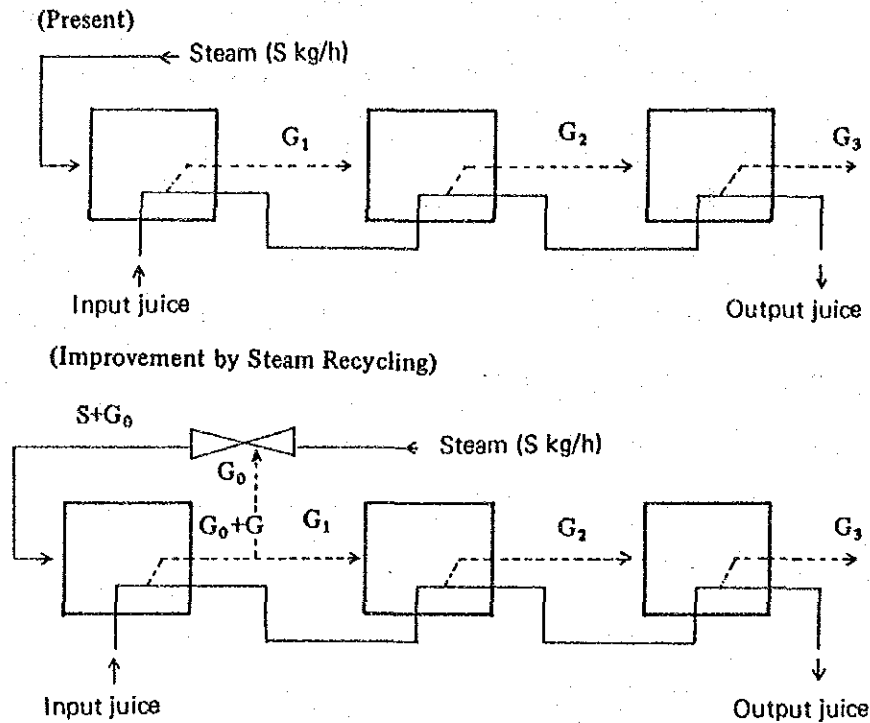 (Present)
Steam (S kg/h)
G₁
G₂
G₃
Input juice
Output juice
(Improvement by Steam Recycling)
S+G₀
Steam (S kg/h)
G₀
G₀+G
G₁
G₂
G₃
Input juice
Output juice